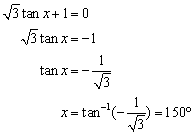 √3 tan x + 1 = 0
√3 tan x = −1
tan x = −1/√3
x = tan⁻¹(−1/√3) = 150°